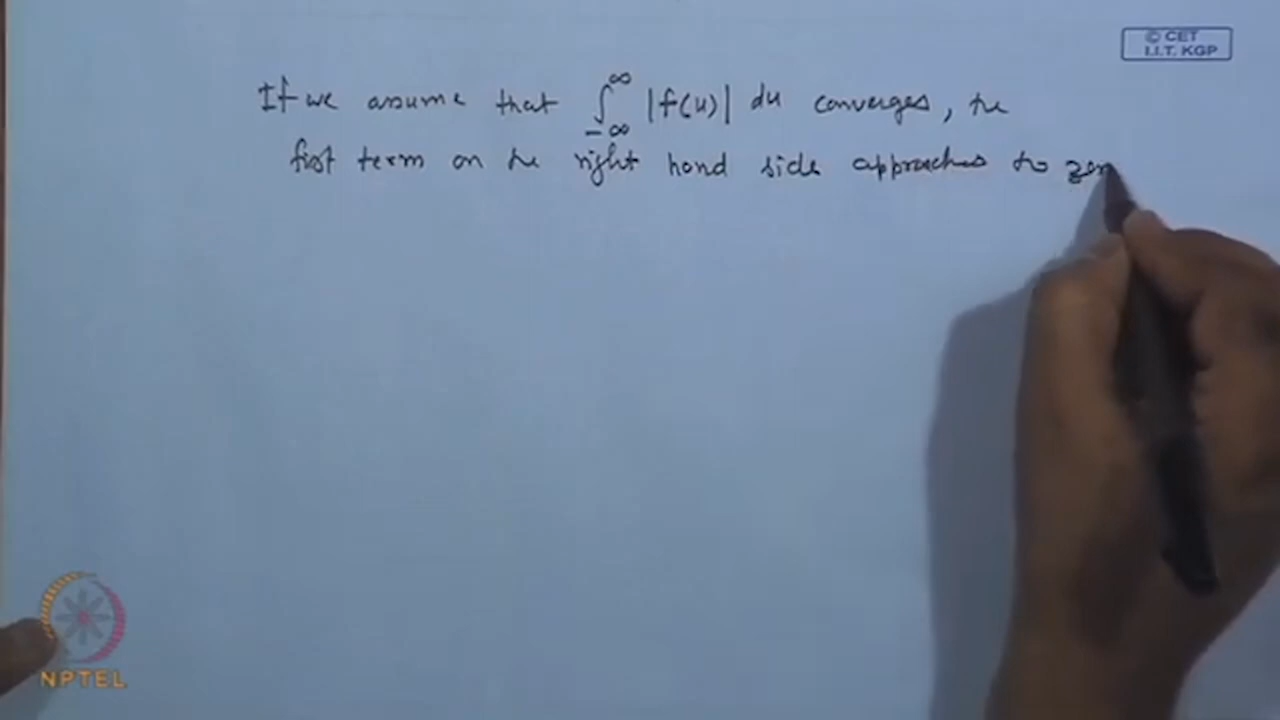 © CET
I.I.T. KGP
If we assume that ∫_{-∞}^{∞} |f(u)| du converges, the
first term on the right hand side approaches to zero
NPTEL